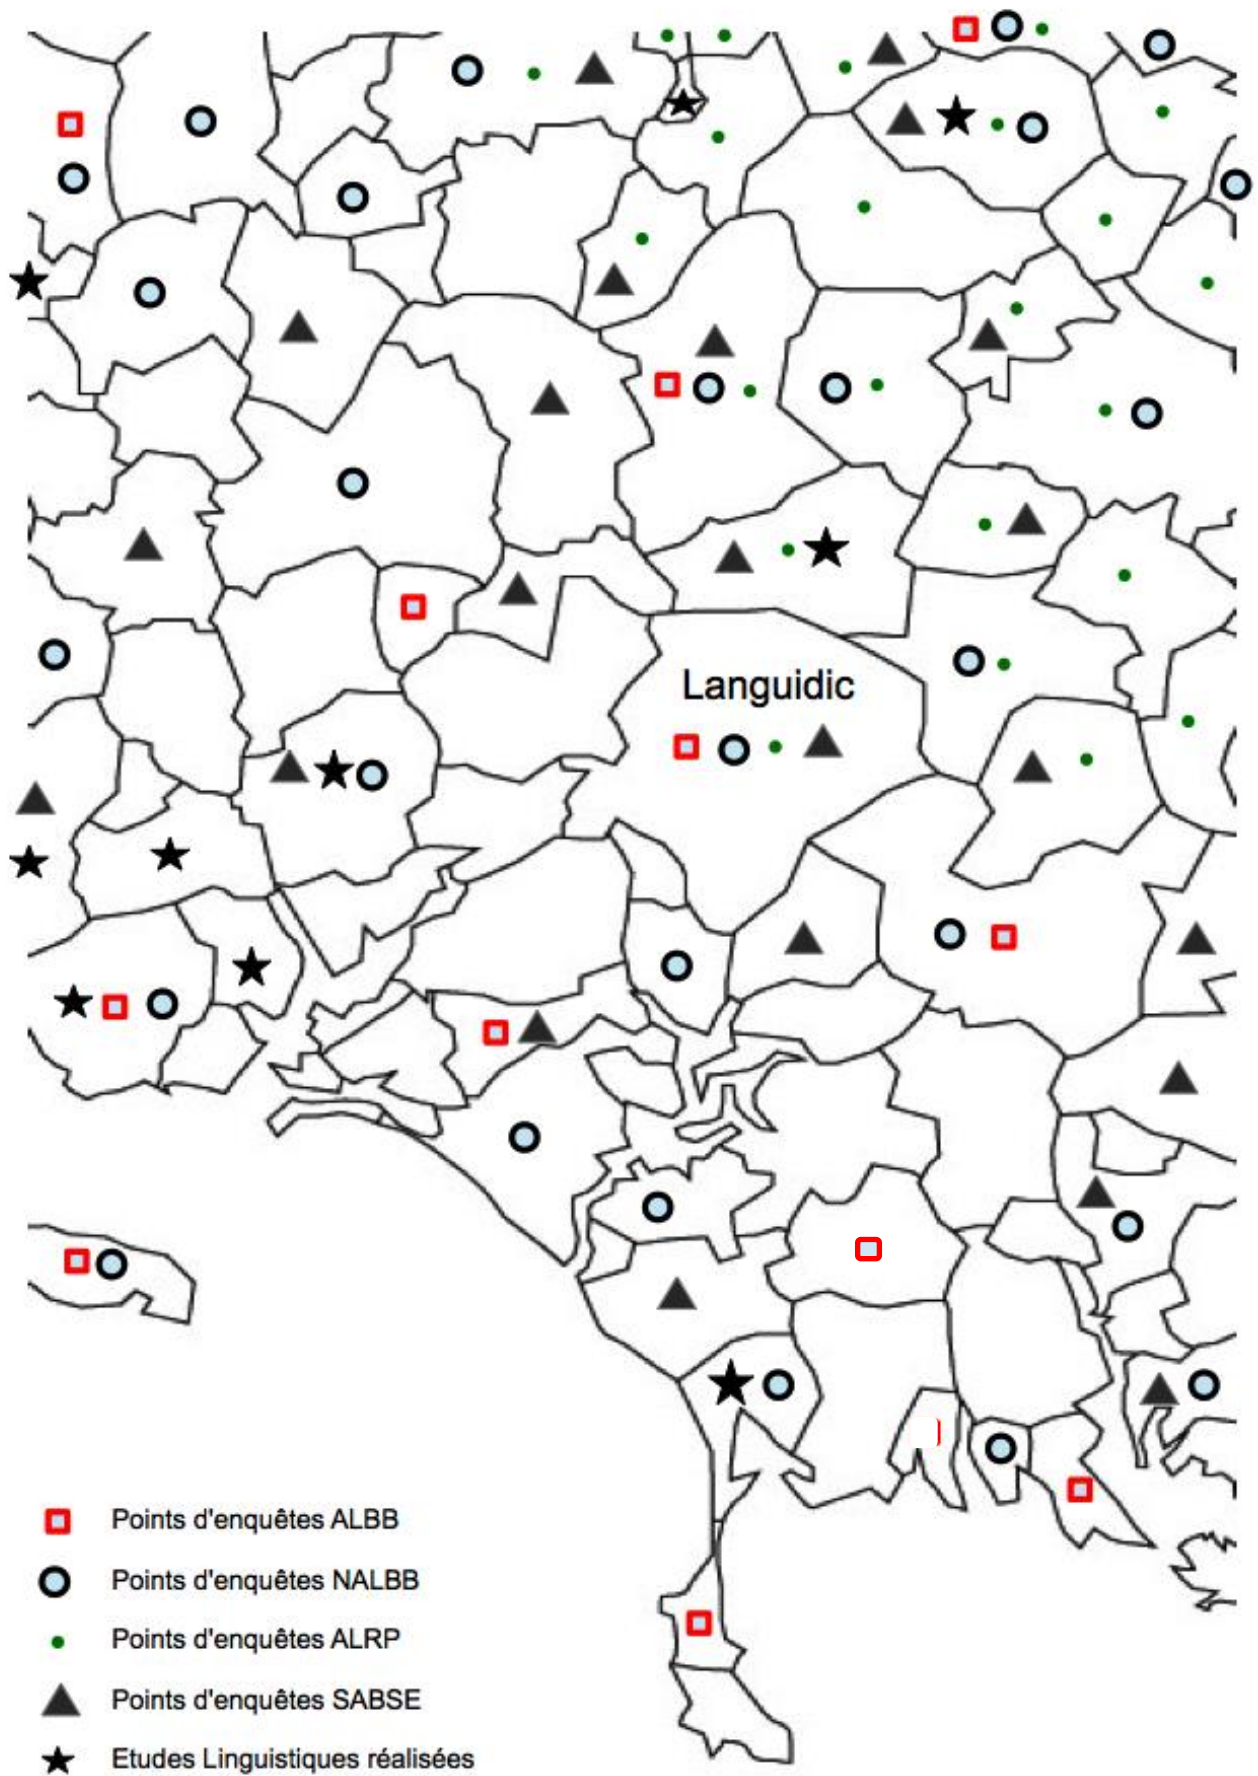 Languidic
Points d'enquêtes ALBB
Points d'enquêtes NALBB
Points d'enquêtes ALRP
Points d'enquêtes SABSE
Etudes Linguistiques réalisées